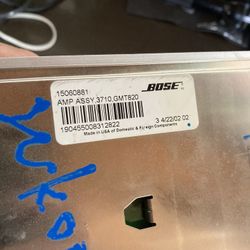 15060881
BOSE
AMP ASSY,3710,GMT820
190455008312822
3 4/22/02 02
Made in USA of Domestic & Foreign Components